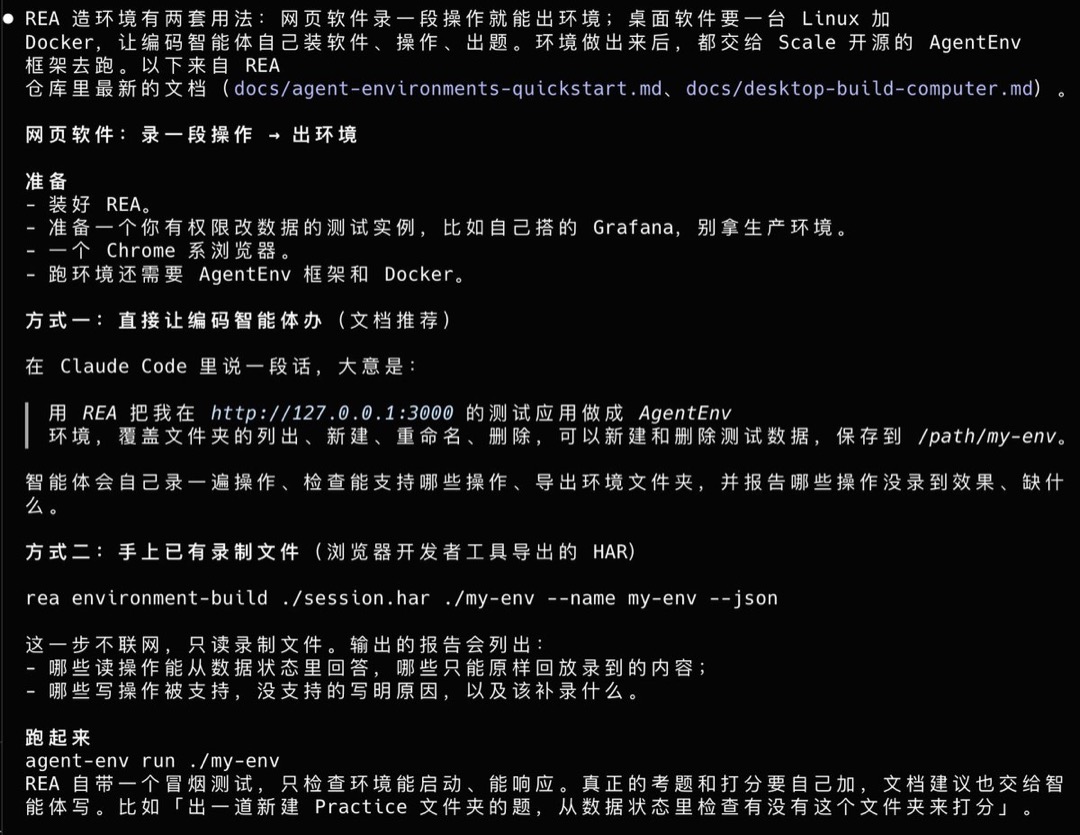 ● REA 造环境有两套用法：网页软件录一段操作就能出环境；桌面软件要一台 Linux 加
Docker，让编码智能体自己装软件、操作、出题。环境做出来后，都交给 Scale 开源的 AgentEnv
框架去跑。以下来自 REA
仓库里最新的文档（docs/agent-environments-quickstart.md、docs/desktop-build-computer.md）。
网页软件：录一段操作 → 出环境
准备
- 装好 REA。
- 准备一个你有权限改数据的测试实例，比如自己搭的 Grafana，别拿生产环境。
- 一个 Chrome 系浏览器。
- 跑环境还需要 AgentEnv 框架和 Docker。
方式一：直接让编码智能体办（文档推荐）
在 Claude Code 里说一段话，大意是：
用 REA 把我在 http://127.0.0.1:3000 的测试应用做成 AgentEnv
环境，覆盖文件夹的列出、新建、重命名、删除，可以新建和删除测试数据，保存到 /path/my-env。
智能体会自己录一遍操作、检查能支持哪些操作、导出环境文件夹，并报告哪些操作没录到效果、缺什
么。
方式二：手上已有录制文件（浏览器开发者工具导出的 HAR）
rea environment-build ./session.har ./my-env --name my-env --json
这一步不联网，只读录制文件。输出的报告会列出：
- 哪些读操作能从数据状态里回答，哪些只能原样回放录到的内容；
- 哪些写操作被支持，没支持的写明原因，以及该补录什么。
跑起来
agent-env run ./my-env
REA 自带一个冒烟测试，只检查环境能启动、能响应。真正的考题和打分要自己加，文档建议也交给智
能体写。比如「出一道新建 Practice 文件夹的题，从数据状态里检查有没有这个文件夹来打分」。